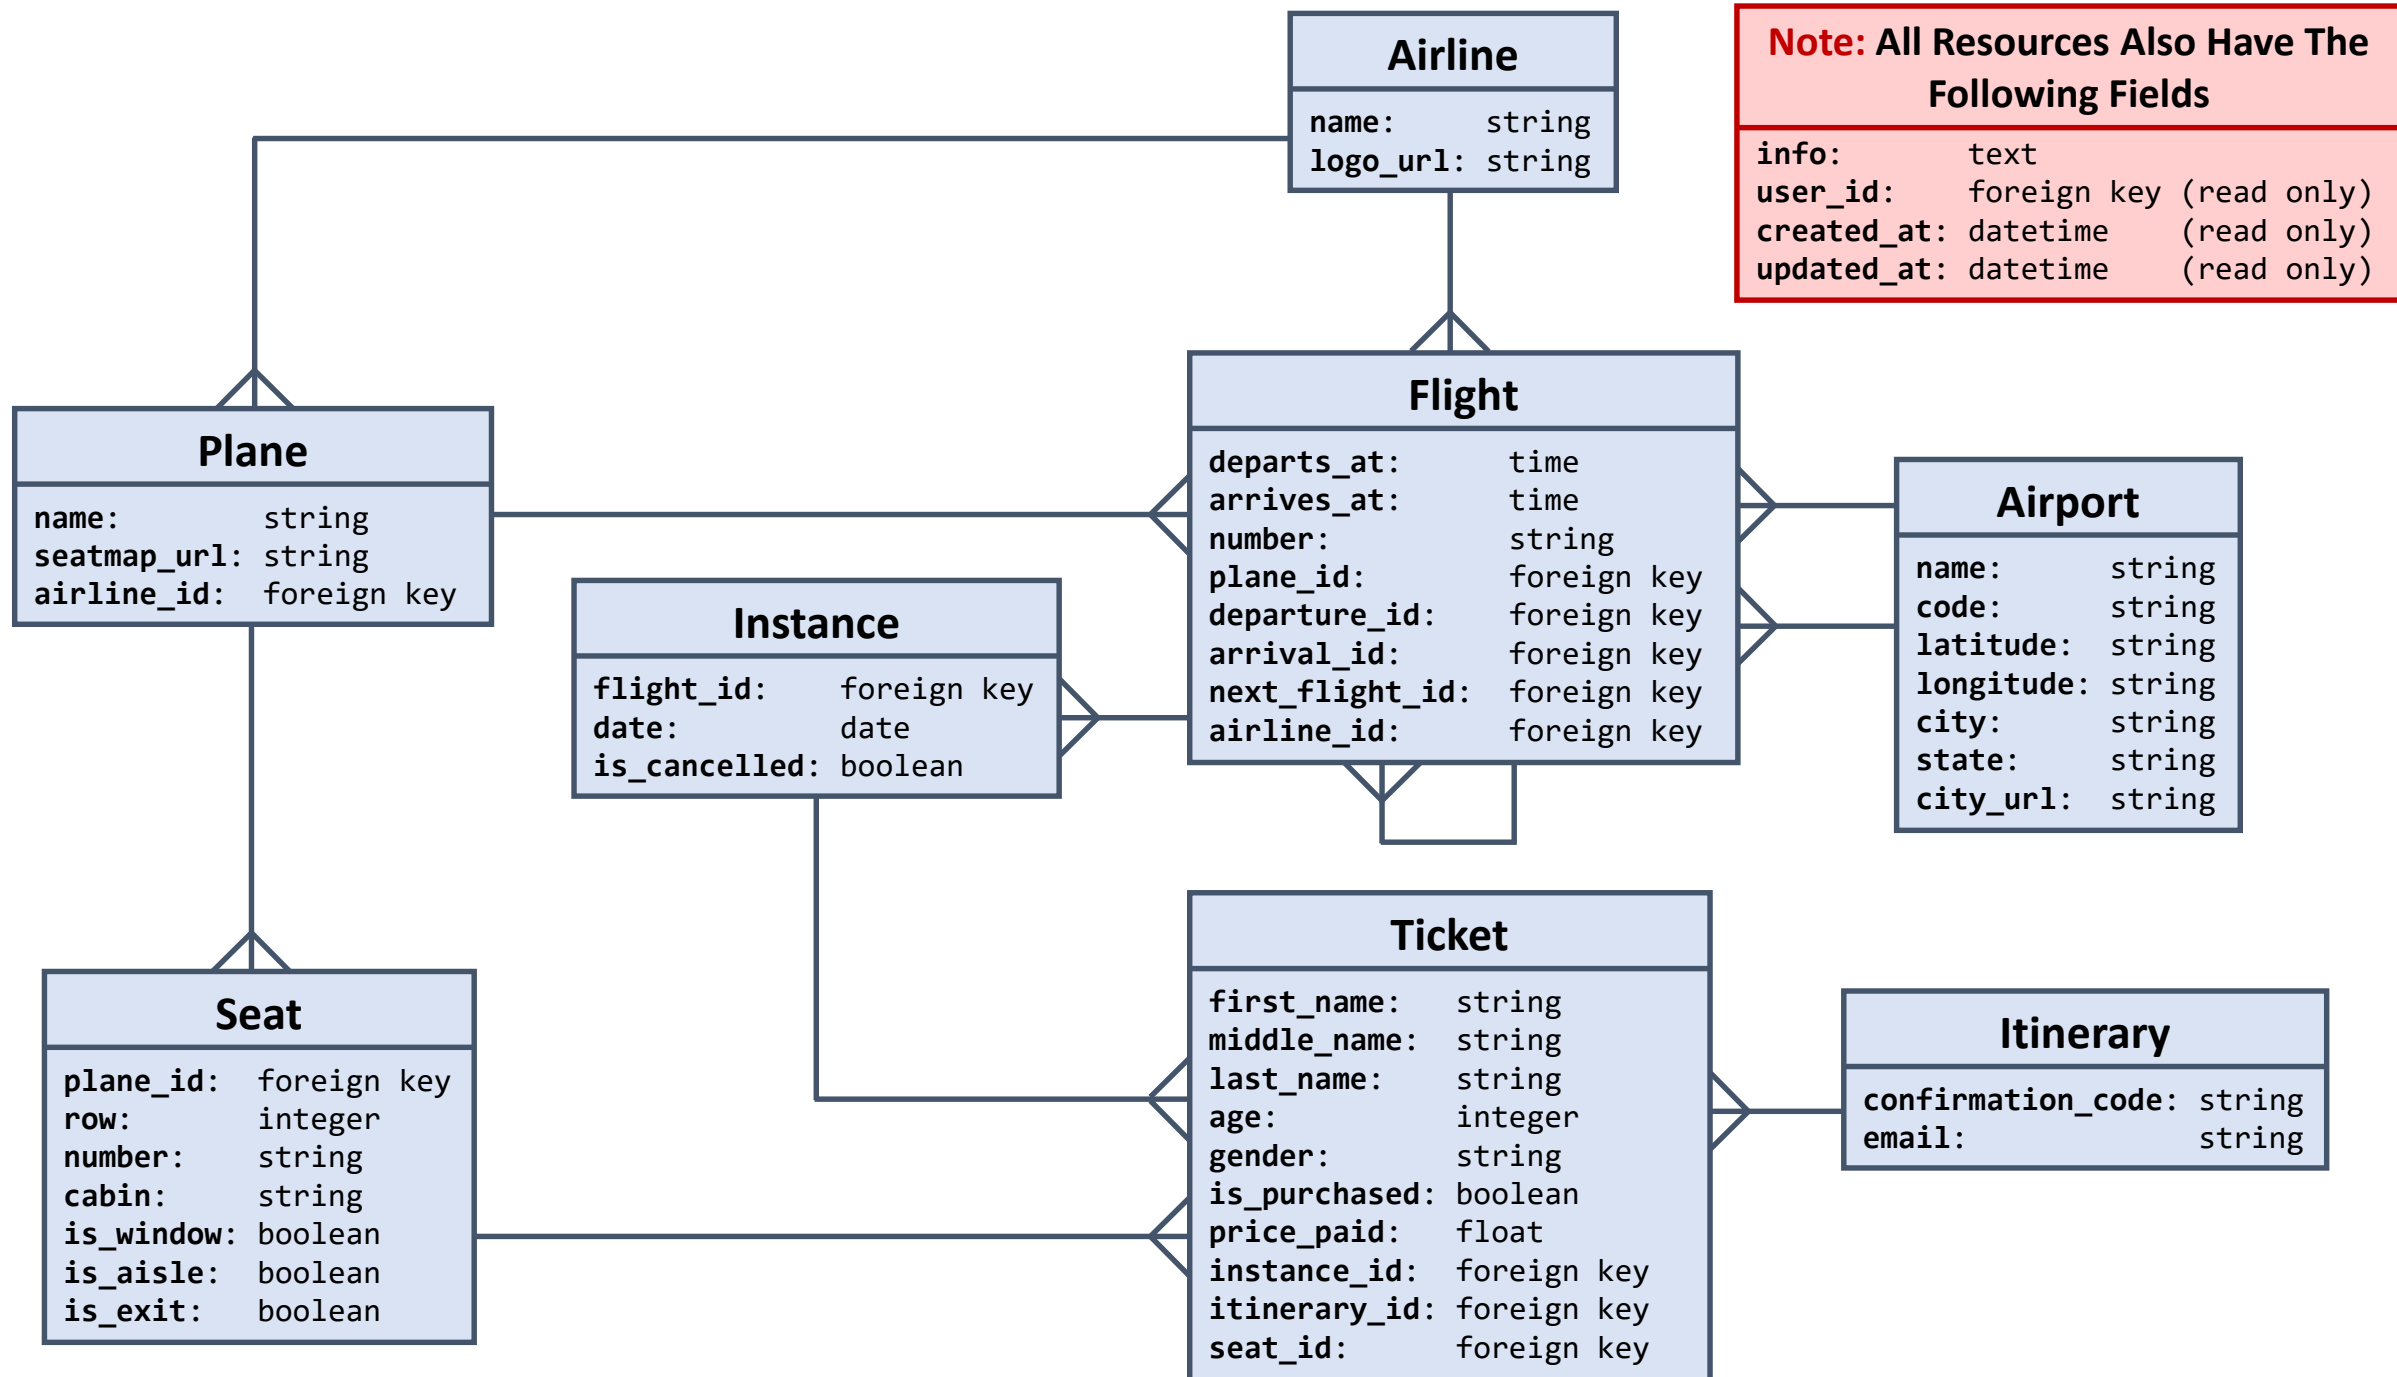 Airline
name: string
logo_url: string
Note: All Resources Also Have The
Following Fields
info: text
user_id: foreign key (read only)
created_at: datetime (read only)
updated_at: datetime (read only)
Plane
name: string
seatmap_url: string
airline_id: foreign key
Flight
departs_at: time
arrives_at: time
number: string
plane_id: foreign key
departure_id: foreign key
arrival_id: foreign key
next_flight_id: foreign key
airline_id: foreign key
Airport
name: string
code: string
latitude: string
longitude: string
city: string
state: string
city_url: string
Instance
flight_id: foreign key
date: date
is_cancelled: boolean
Seat
plane_id: foreign key
row: integer
number: string
cabin: string
is_window: boolean
is_aisle: boolean
is_exit: boolean
Ticket
first_name: string
middle_name: string
last_name: string
age: integer
gender: string
is_purchased: boolean
price_paid: float
instance_id: foreign key
itinerary_id: foreign key
seat_id: foreign key
Itinerary
confirmation_code: string
email: string